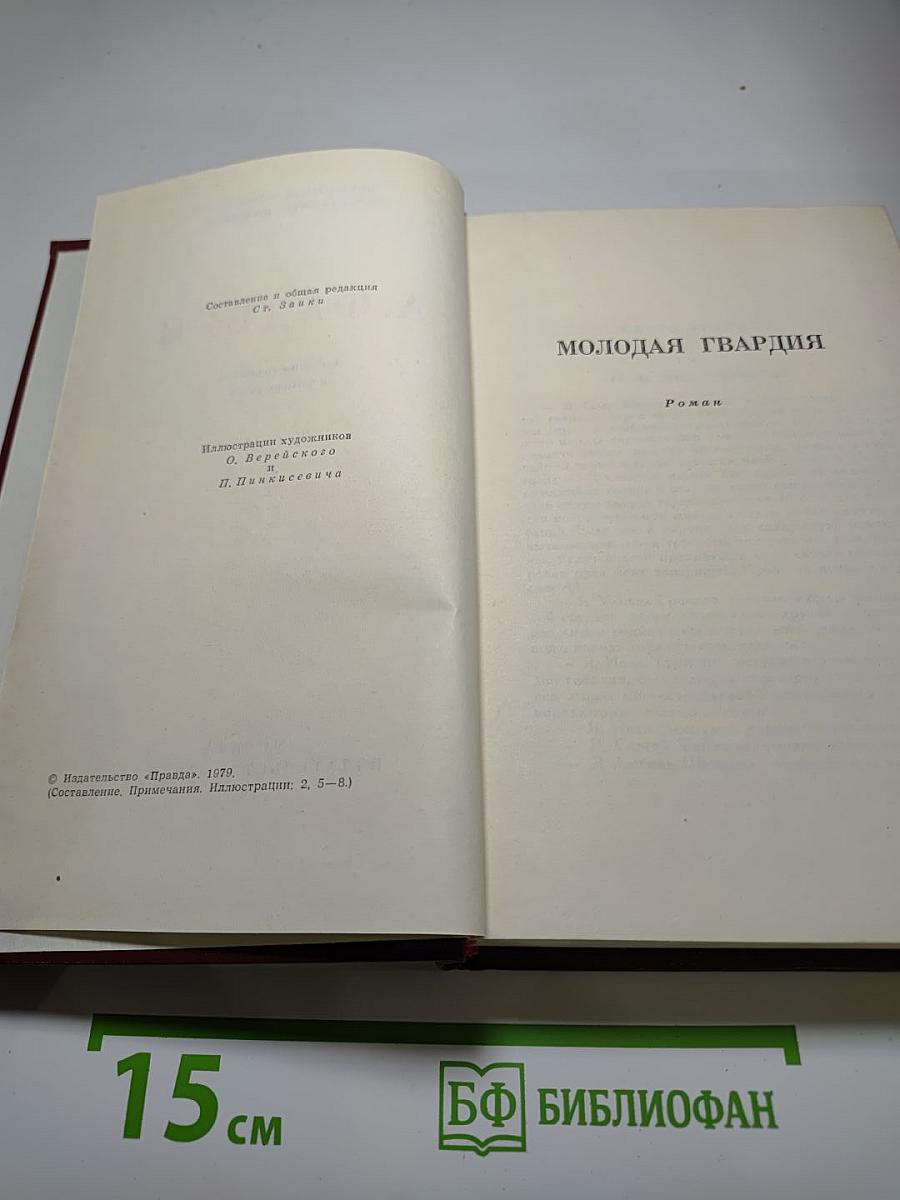 Составление и общая редакция
Ст. Заики
Иллюстрации художников
О. Верейского
и
П. Пинкисевича
© Издательство «Правда». 1979.
(Составление. Примечания. Иллюстрации: 2, 5—8.)
МОЛОДАЯ ГВАРДИЯ
Роман
15 см
БФ БИБЛИОФАН